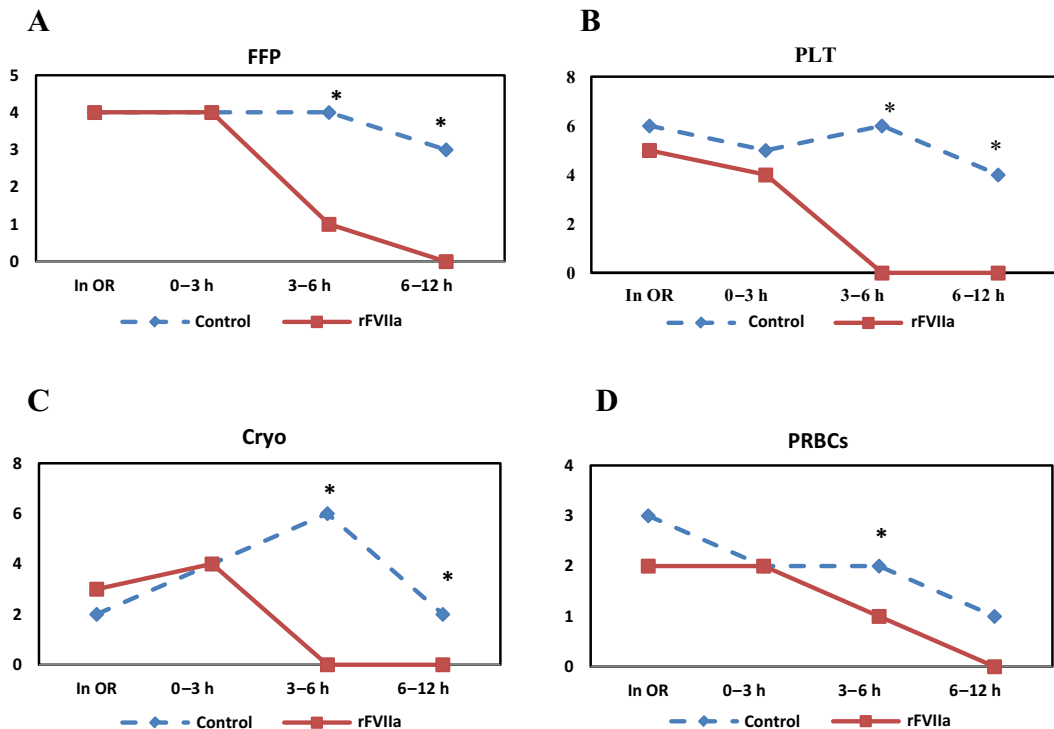 A
FFP
5
4
3
2
1
0
*
*
In OR 0–3 h 3–6 h 6–12 h
Control rFVIIa
B
PLT
8
6
4
2
0
*
*
In OR 0–3 h 3–6 h 6–12 h
Control rFVIIa
C
Cryo
8
6
4
2
0
*
*
In OR 0–3 h 3–6 h 6–12 h
Control rFVIIa
D
PRBCs
4
3
2
1
0
*
In OR 0–3 h 3–6 h 6–12 h
Control rFVIIa